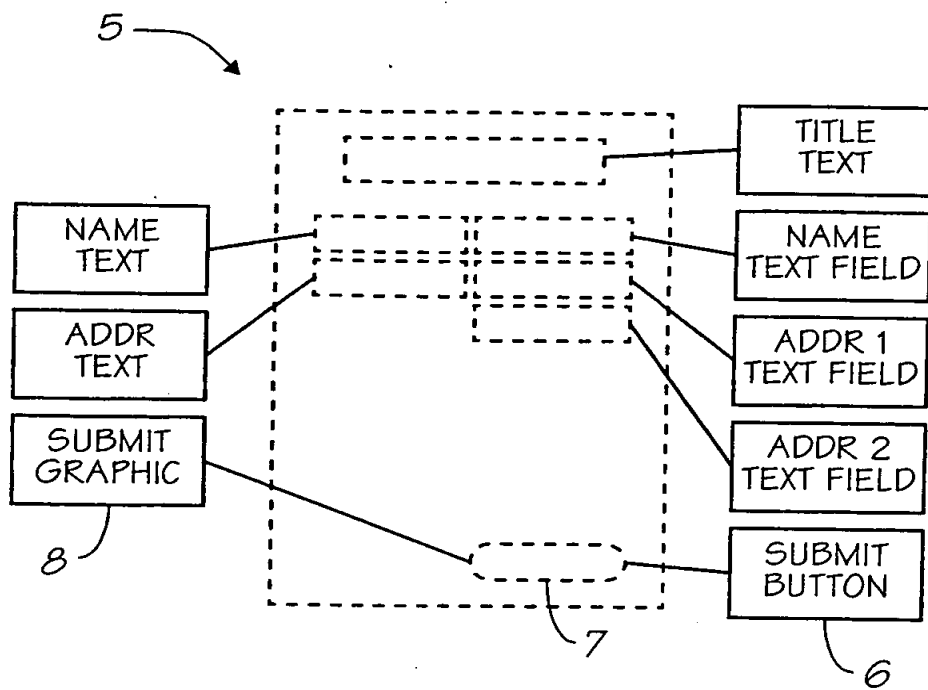 5
TITLE
TEXT
NAME
TEXT
NAME
TEXT FIELD
ADDR
TEXT
ADDR 1
TEXT FIELD
SUBMIT
GRAPHIC
ADDR 2
TEXT FIELD
8
SUBMIT
BUTTON
7
6